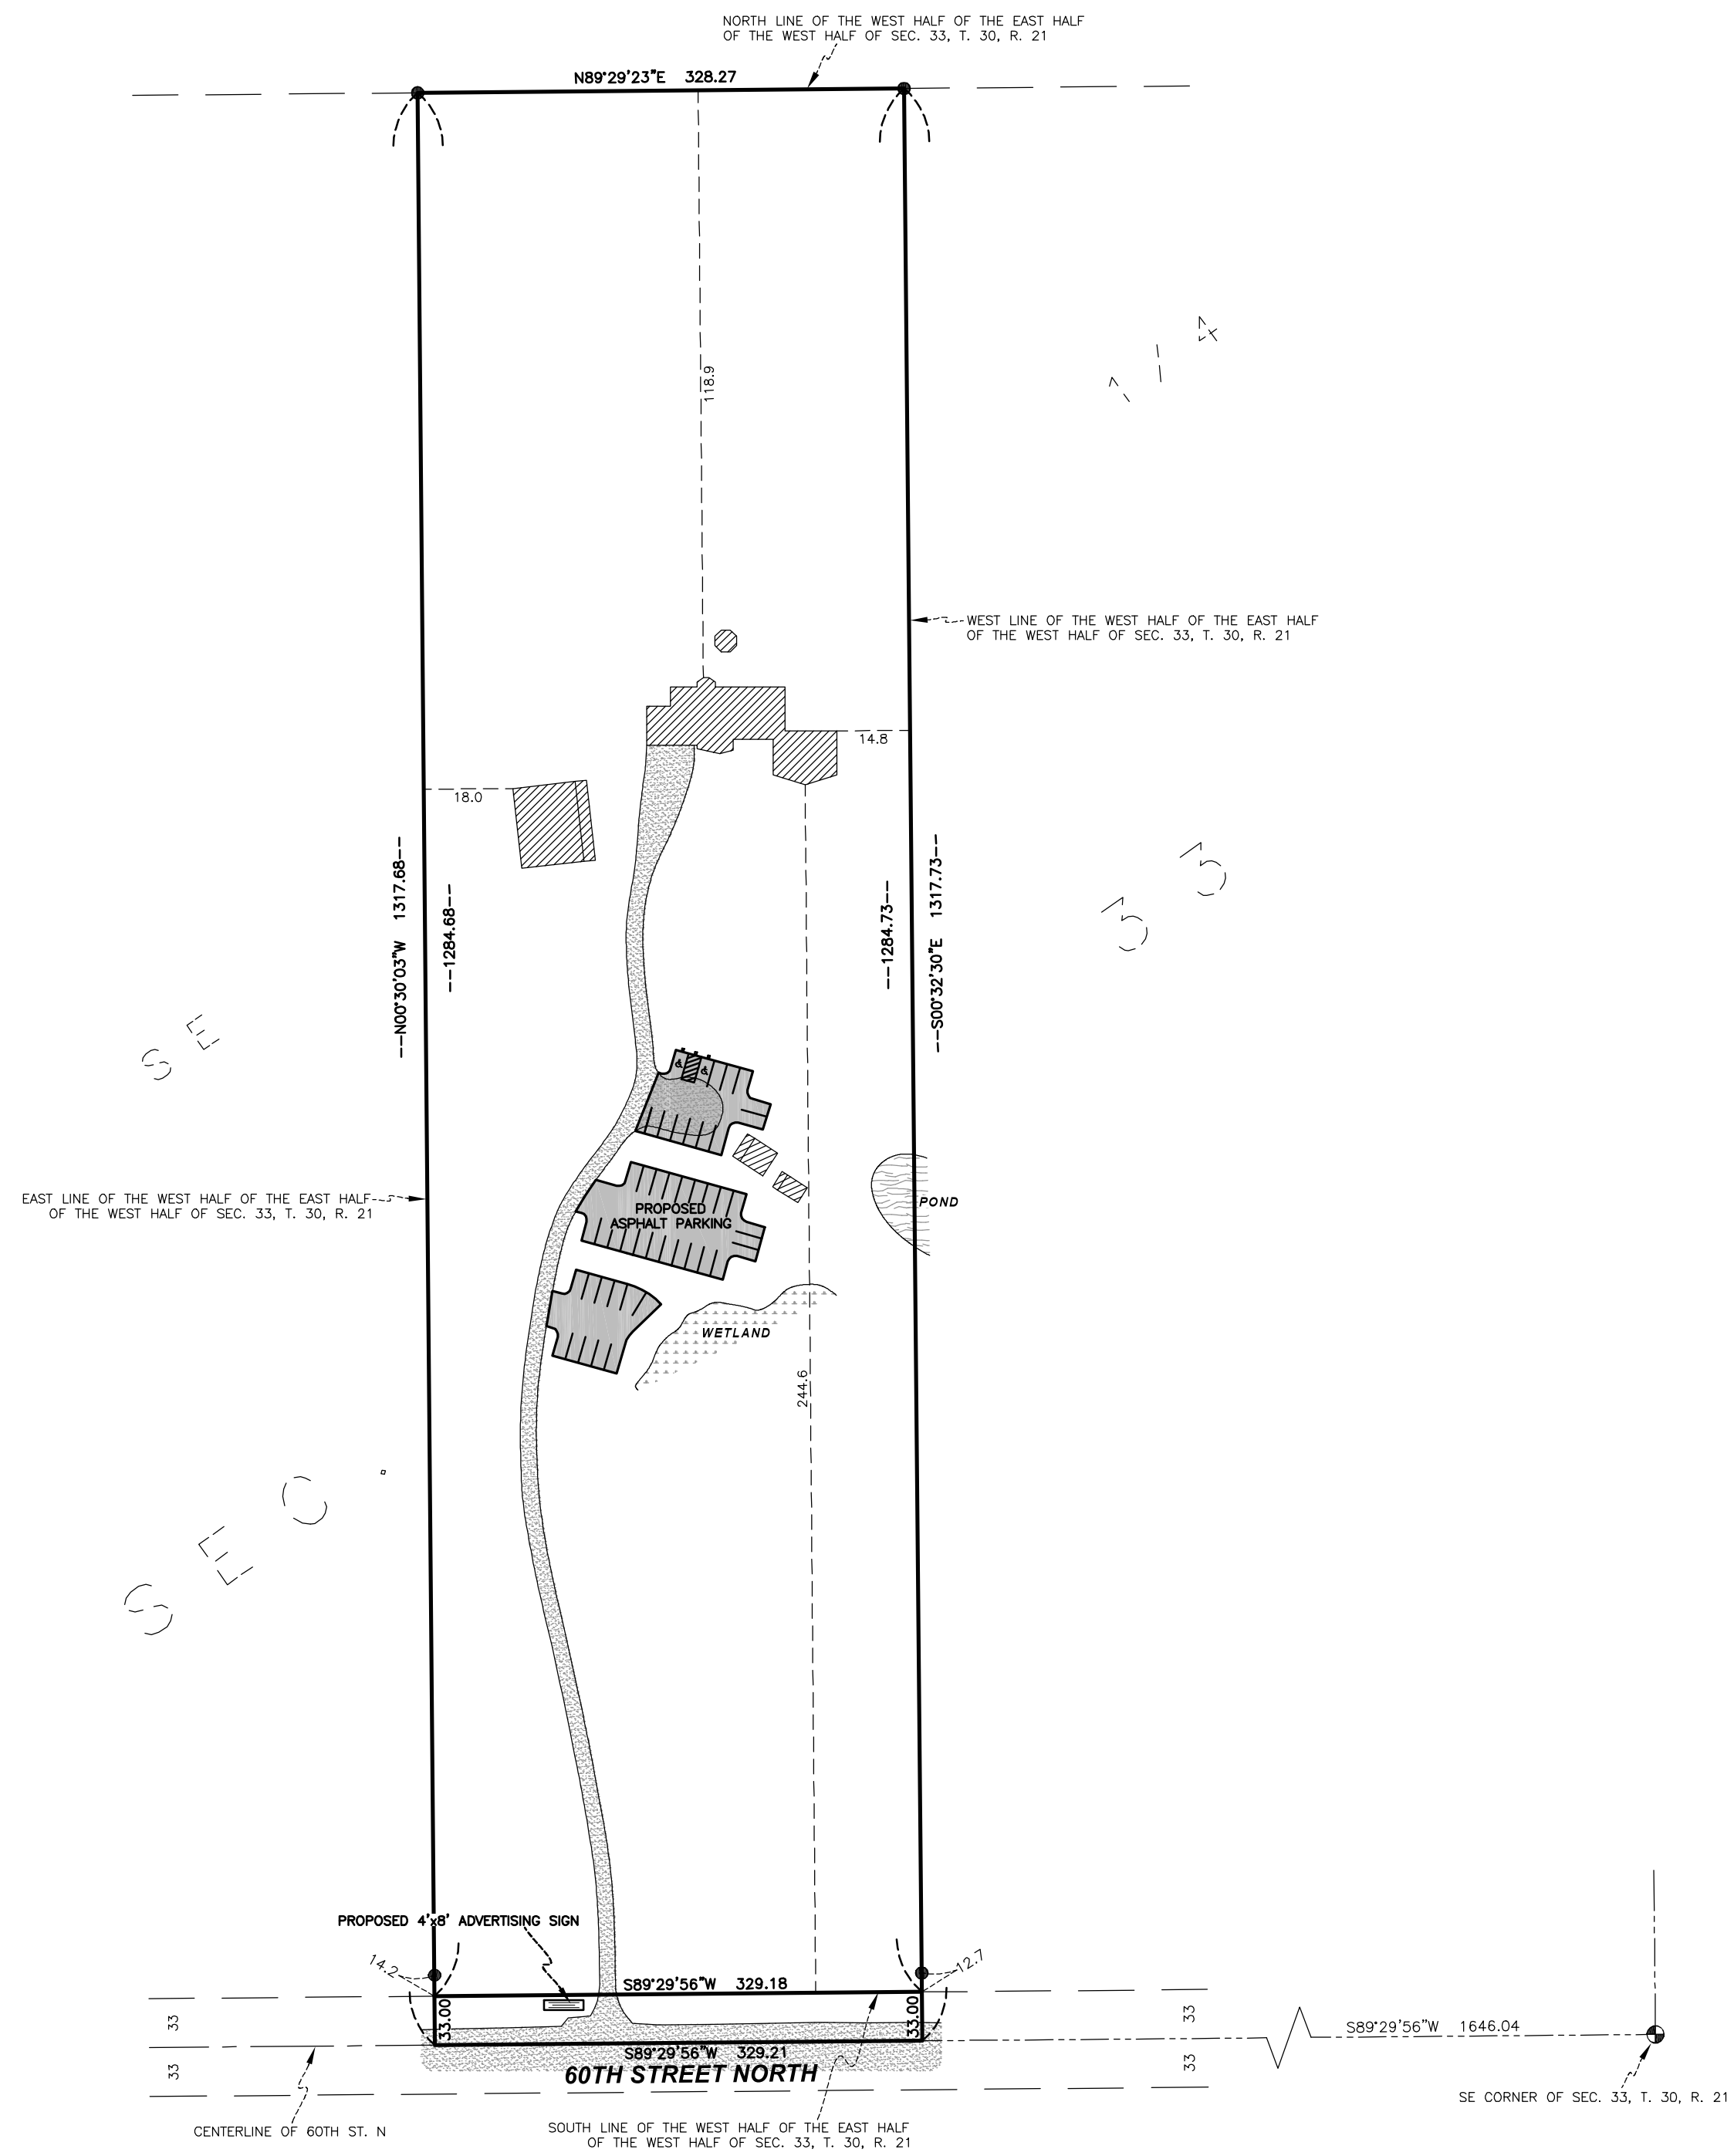 NORTH LINE OF THE WEST HALF OF THE EAST HALF
OF THE WEST HALF OF SEC. 33, T. 30, R. 21
N89°29'23"E 328.27
118.9
1/4
WEST LINE OF THE WEST HALF OF THE EAST HALF
OF THE WEST HALF OF SEC. 33, T. 30, R. 21
14.8
18.0
--N00°30'03"W 1317.68--
--1284.68--
--1284.73--
--S00°32'30"E 1317.73--
33
SE
POND
EAST LINE OF THE WEST HALF OF THE EAST HALF
OF THE WEST HALF OF SEC. 33, T. 30, R. 21
PROPOSED
ASPHALT PARKING
WETLAND
244.6
SEC.
PROPOSED 4'x8' ADVERTISING SIGN
14.2
12.7
S89°29'56"W 329.18
33
33.00
33.00
33
S89°29'56"W 1646.04
S89°29'56"W 329.21
33
60TH STREET NORTH
33
SE CORNER OF SEC. 33, T. 30, R. 21
CENTERLINE OF 60TH ST. N
SOUTH LINE OF THE WEST HALF OF THE EAST HALF
OF THE WEST HALF OF SEC. 33, T. 30, R. 21